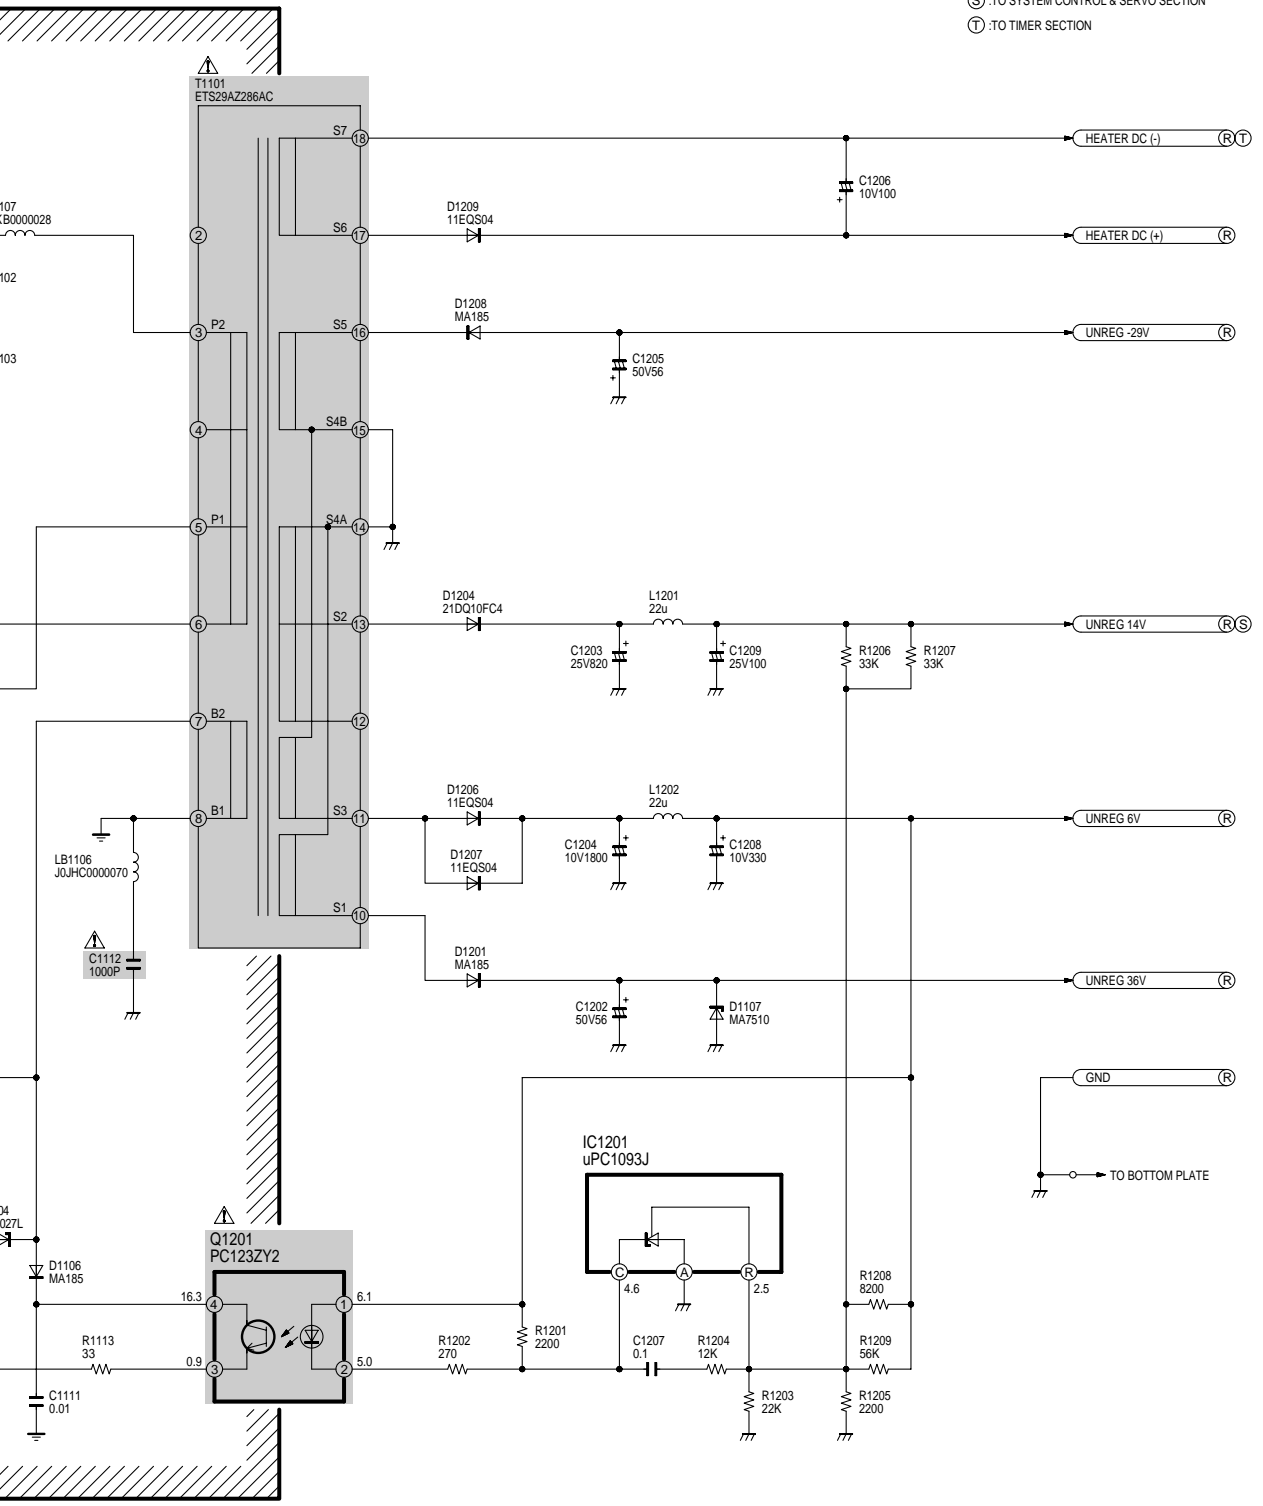 S :TO SYSTEM CONTROL & SERVO SECTION
T :TO TIMER SECTION
T1101
ETS29AZ286AC
S7
18
HEATER DC (-)
R T
C1206
10V100
+
107
KB0000028
D1209
11EQS04
2
S6
17
HEATER DC (+)
R
102
D1208
MA185
3
P2
S5
16
UNREG -29V
R
103
C1205
50V56
+
4
S4B
15
5
P1
S4A
14
D1204
21DQ10FC4
L1201
22u
6
S2
13
UNREG 14V
R S
C1203
25V820
+
C1209
25V100
+
R1206
33K
R1207
33K
7
B2
12
D1206
11EQS04
L1202
22u
8
B1
S3
11
UNREG 6V
R
C1204
10V1800
+
C1208
10V330
+
D1207
11EQS04
LB1106
J0JHC0000070
S1
10
D1201
MA185
C1112
1000P
UNREG 36V
R
C1202
50V56
+
D1107
MA7510
GND
R
IC1201
uPC1093J
TO BOTTOM PLATE
04
027L
Q1201
PC123ZY2
D1106
MA185
C
A
R
4.6
2.5
R1208
8200
16.3
4
1
6.1
R1113
33
R1202
270
R1201
2200
C1207
0.1
R1204
12K
R1209
56K
0.9
3
2
5.0
C1111
0.01
R1203
22K
R1205
2200